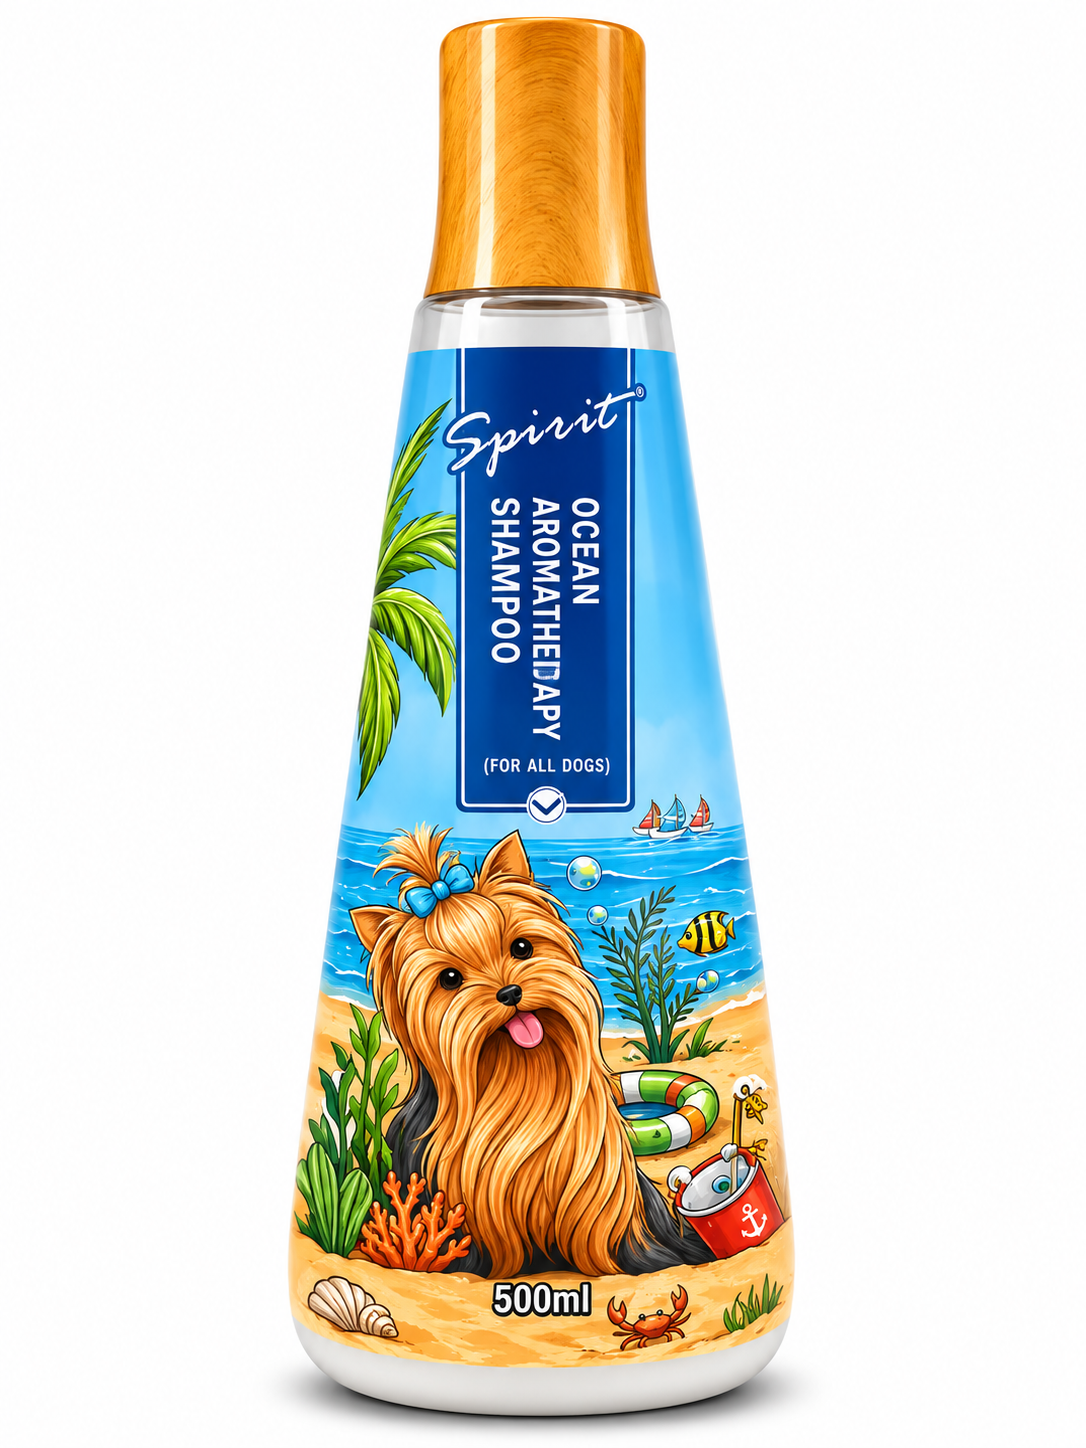 Spirit®
OCEAN
AROMATHEDAPY
SHAMPOO
(FOR ALL DOGS)
500ml